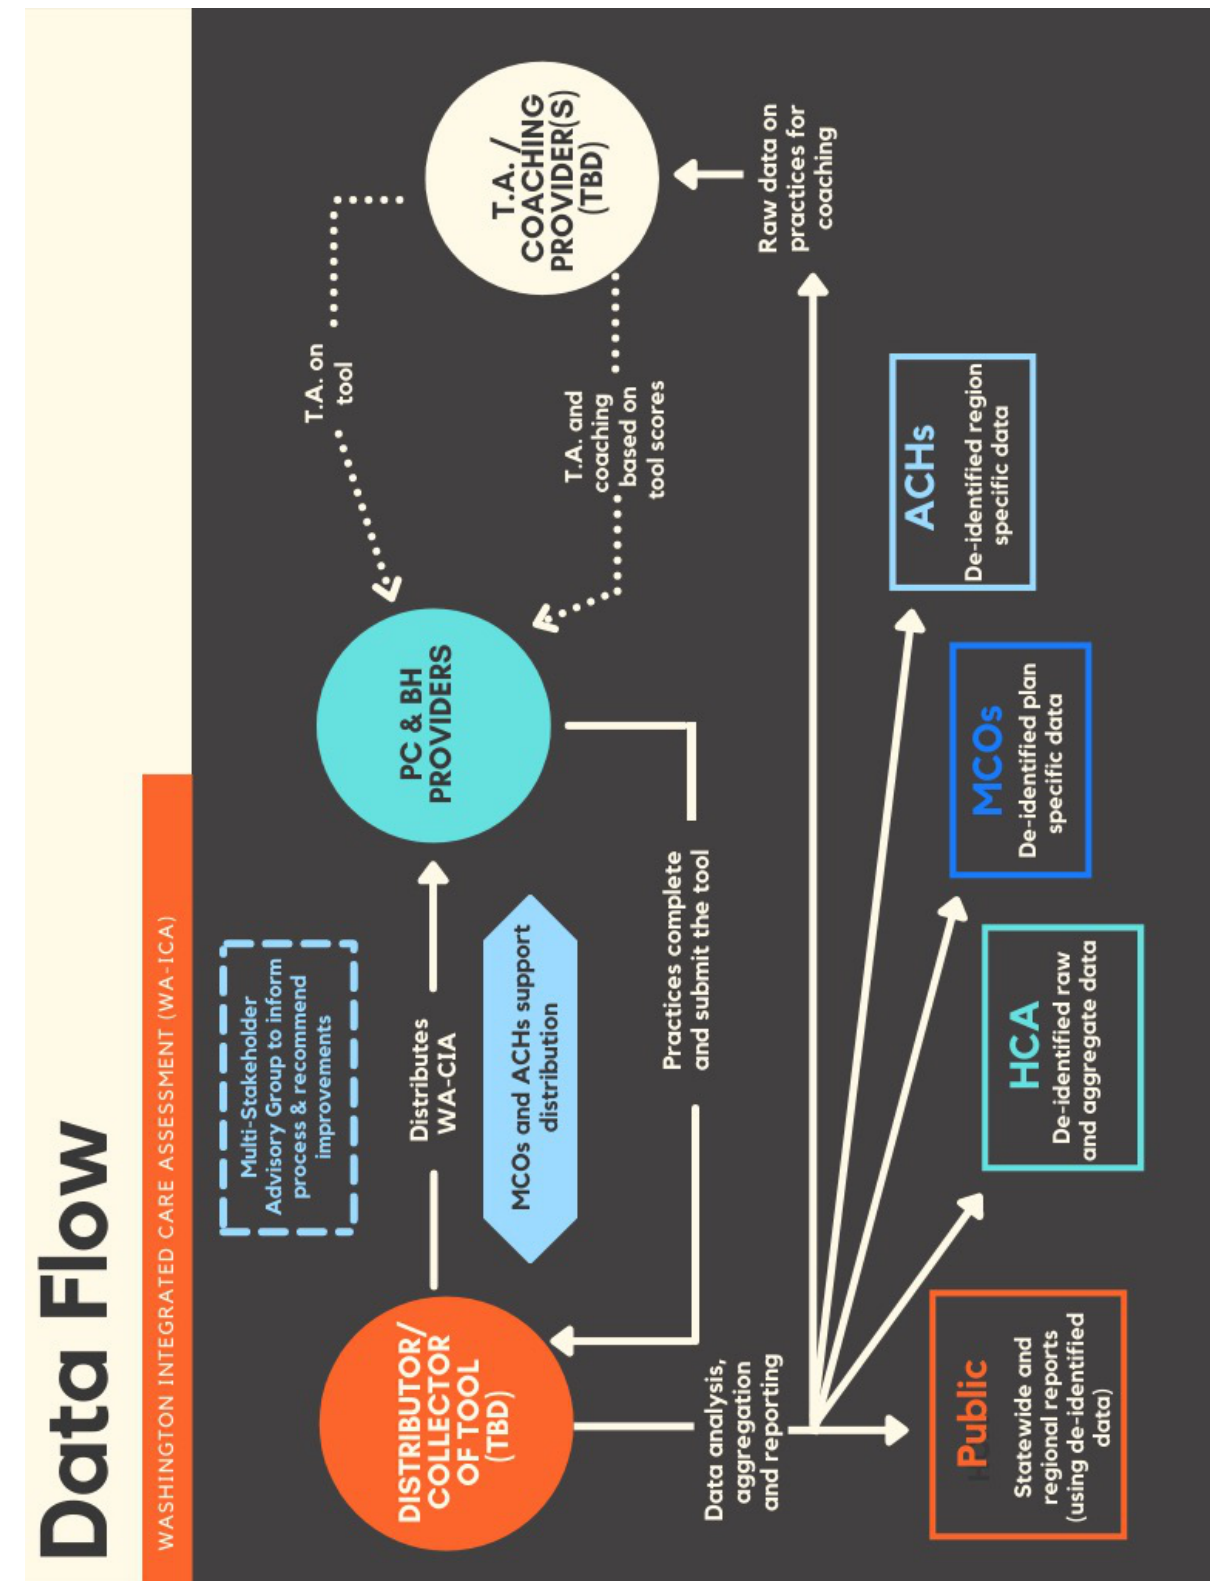 Data Flow
WASHINGTON INTEGRATED CARE ASSESSMENT (WA-ICA)
Multi-Stakeholder
Advisory Group to inform
process & recommend
improvements
DISTRIBUTOR/
COLLECTOR
OF TOOL
(TBD)
Distributes
WA-CIA
MCOs and ACHs support
distribution
PC & BH
PROVIDERS
T.A. on
tool
T.A. /
COACHING
PROVIDER(S)
(TBD)
T.A. and
coaching
based on
tool scores
Practices complete
and submit the tool
Data analysis,
aggregation
and reporting
Raw data on
practices for
coaching
Public
Statewide and
regional reports
(using de-identified
data)
HCA
De-identified raw
and aggregate data
MCOs
De-identified plan
specific data
ACHs
De-identified region
specific data